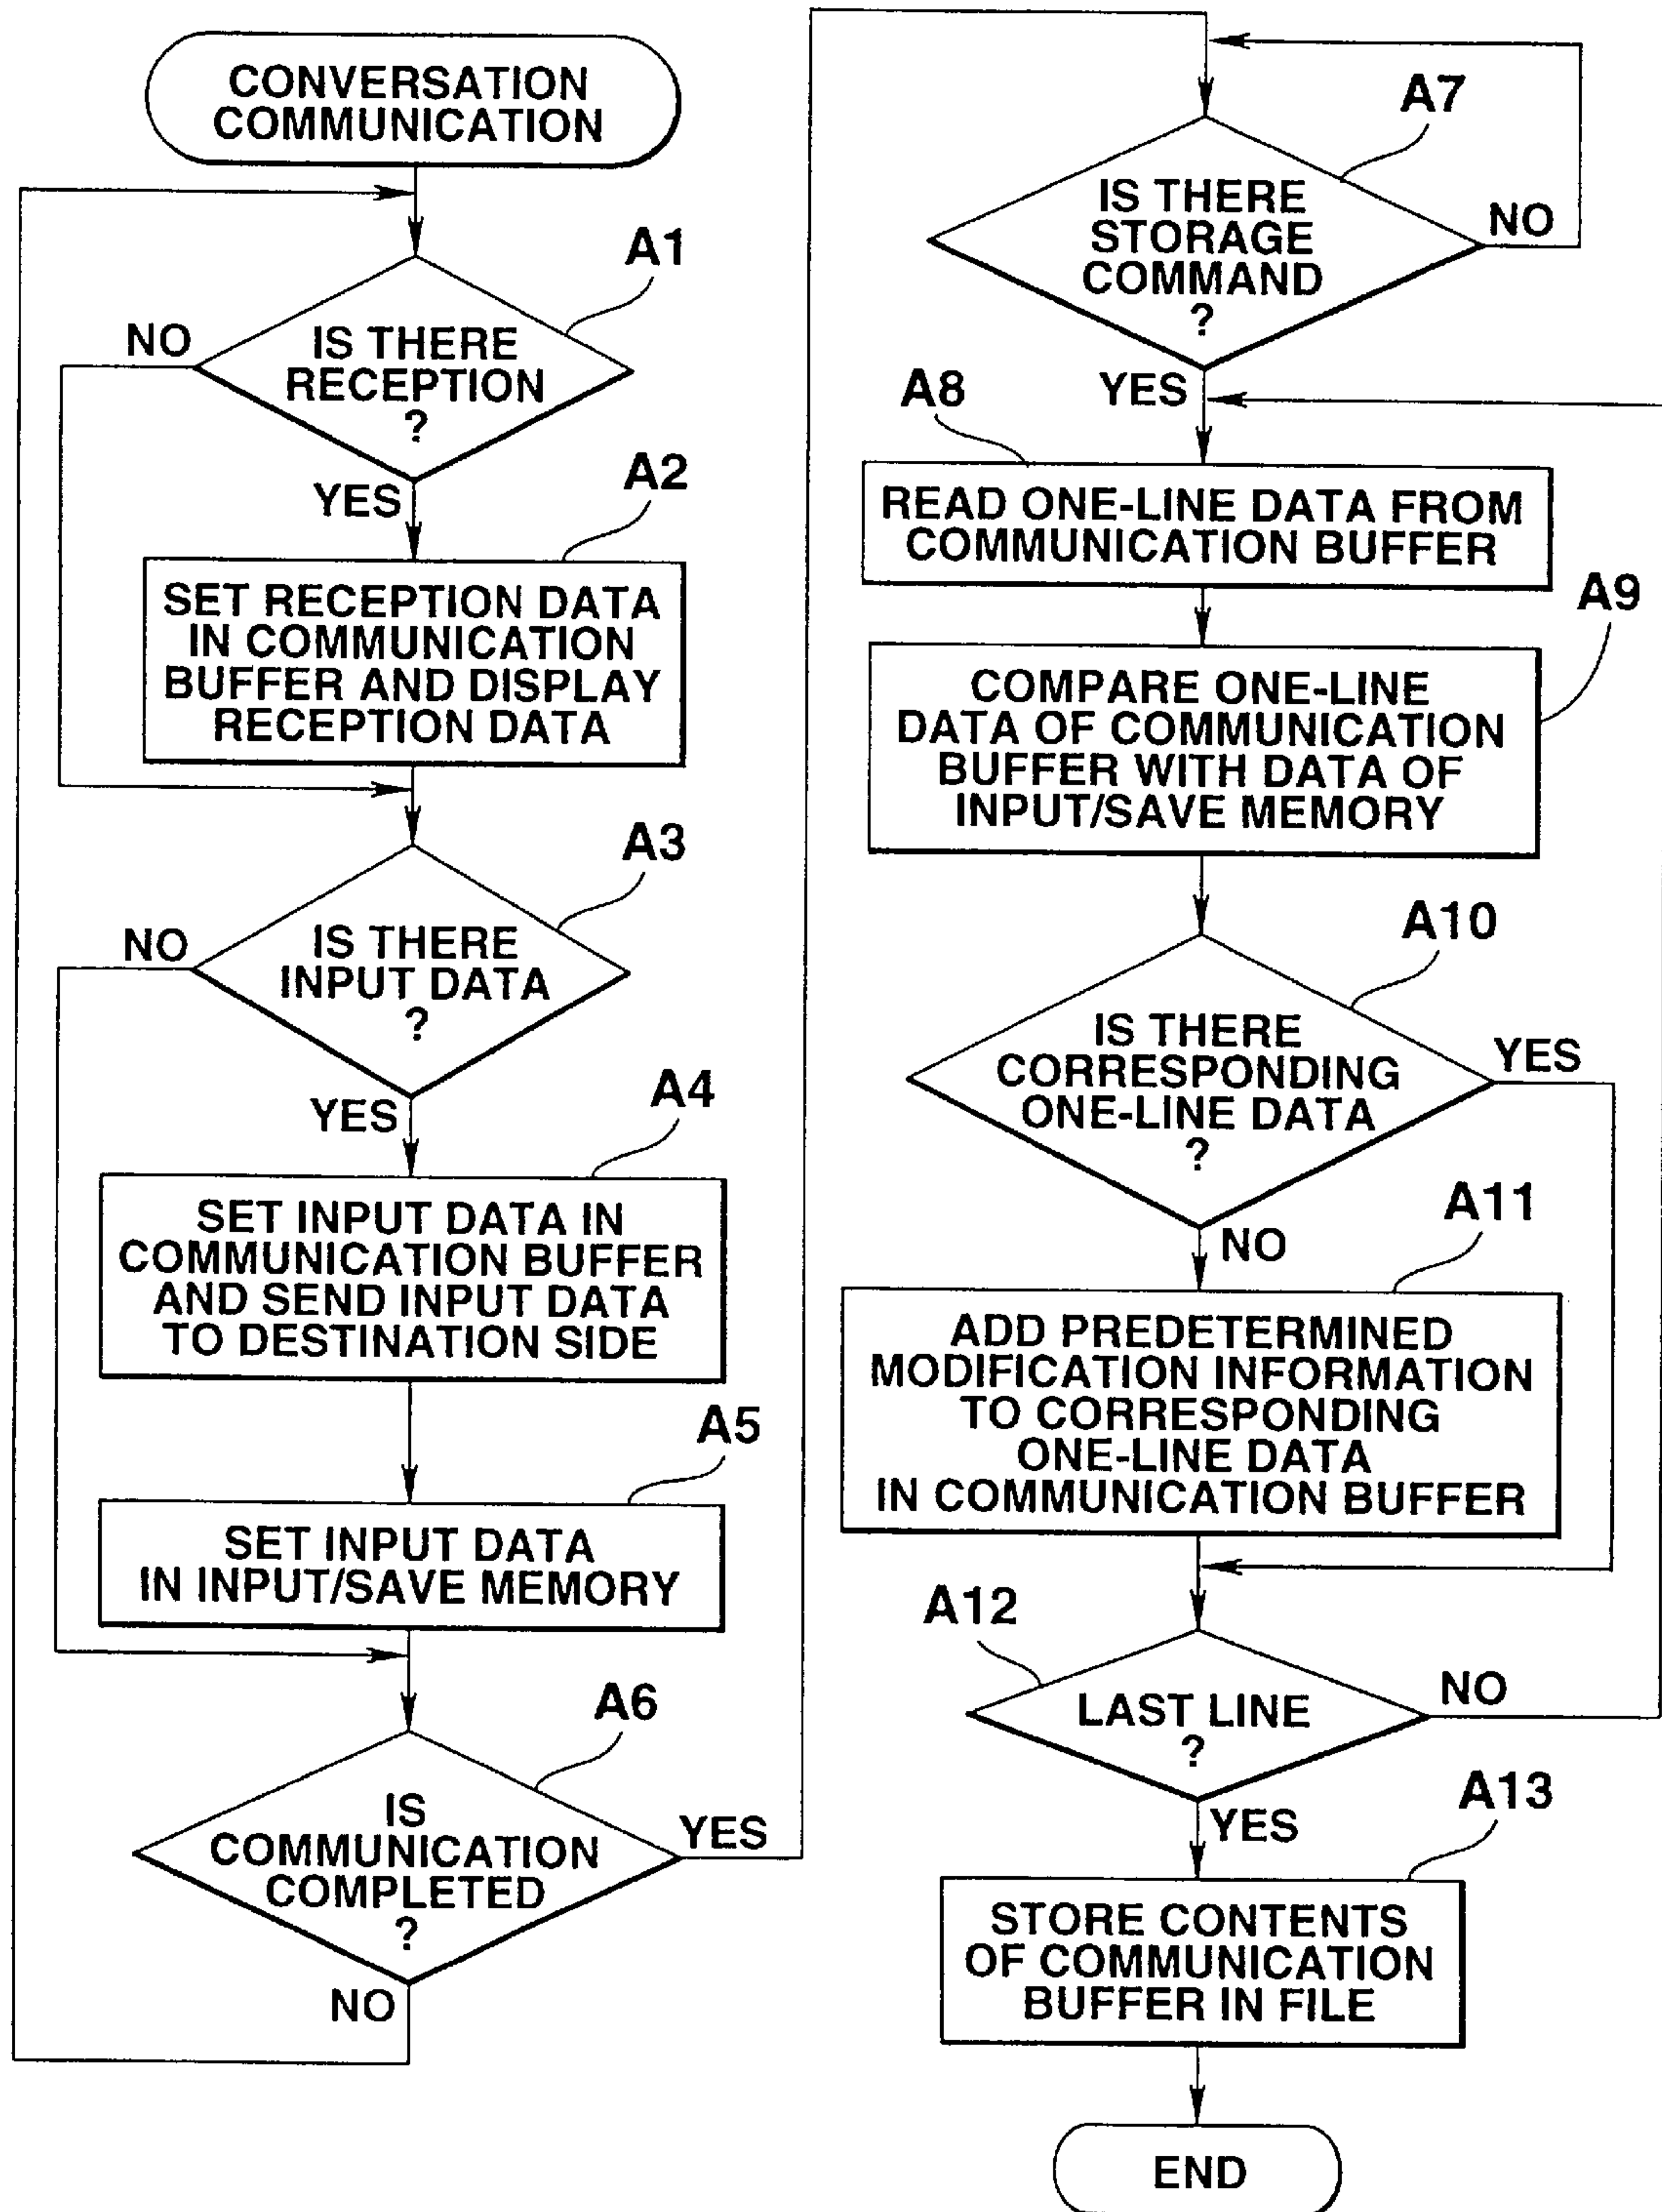 CONVERSATION
COMMUNICATION
A1
NO
IS THERE
RECEPTION
?
YES
A2
SET RECEPTION DATA
IN COMMUNICATION
BUFFER AND DISPLAY
RECEPTION DATA
A3
NO
IS THERE
INPUT DATA
?
YES
A4
SET INPUT DATA IN
COMMUNICATION BUFFER
AND SEND INPUT DATA
TO DESTINATION SIDE
A5
SET INPUT DATA
IN INPUT/SAVE MEMORY
A6
IS
COMMUNICATION
COMPLETED
?
YES
NO
A7
IS THERE
STORAGE
COMMAND
?
NO
YES
A8
READ ONE-LINE DATA FROM
COMMUNICATION BUFFER
A9
COMPARE ONE-LINE
DATA OF COMMUNICATION
BUFFER WITH DATA OF
INPUT/SAVE MEMORY
A10
IS THERE
CORRESPONDING
ONE-LINE DATA
?
YES
NO
A11
ADD PREDETERMINED
MODIFICATION INFORMATION
TO CORRESPONDING
ONE-LINE DATA
IN COMMUNICATION BUFFER
A12
LAST LINE
?
NO
YES
A13
STORE CONTENTS
OF COMMUNICATION
BUFFER IN FILE
END